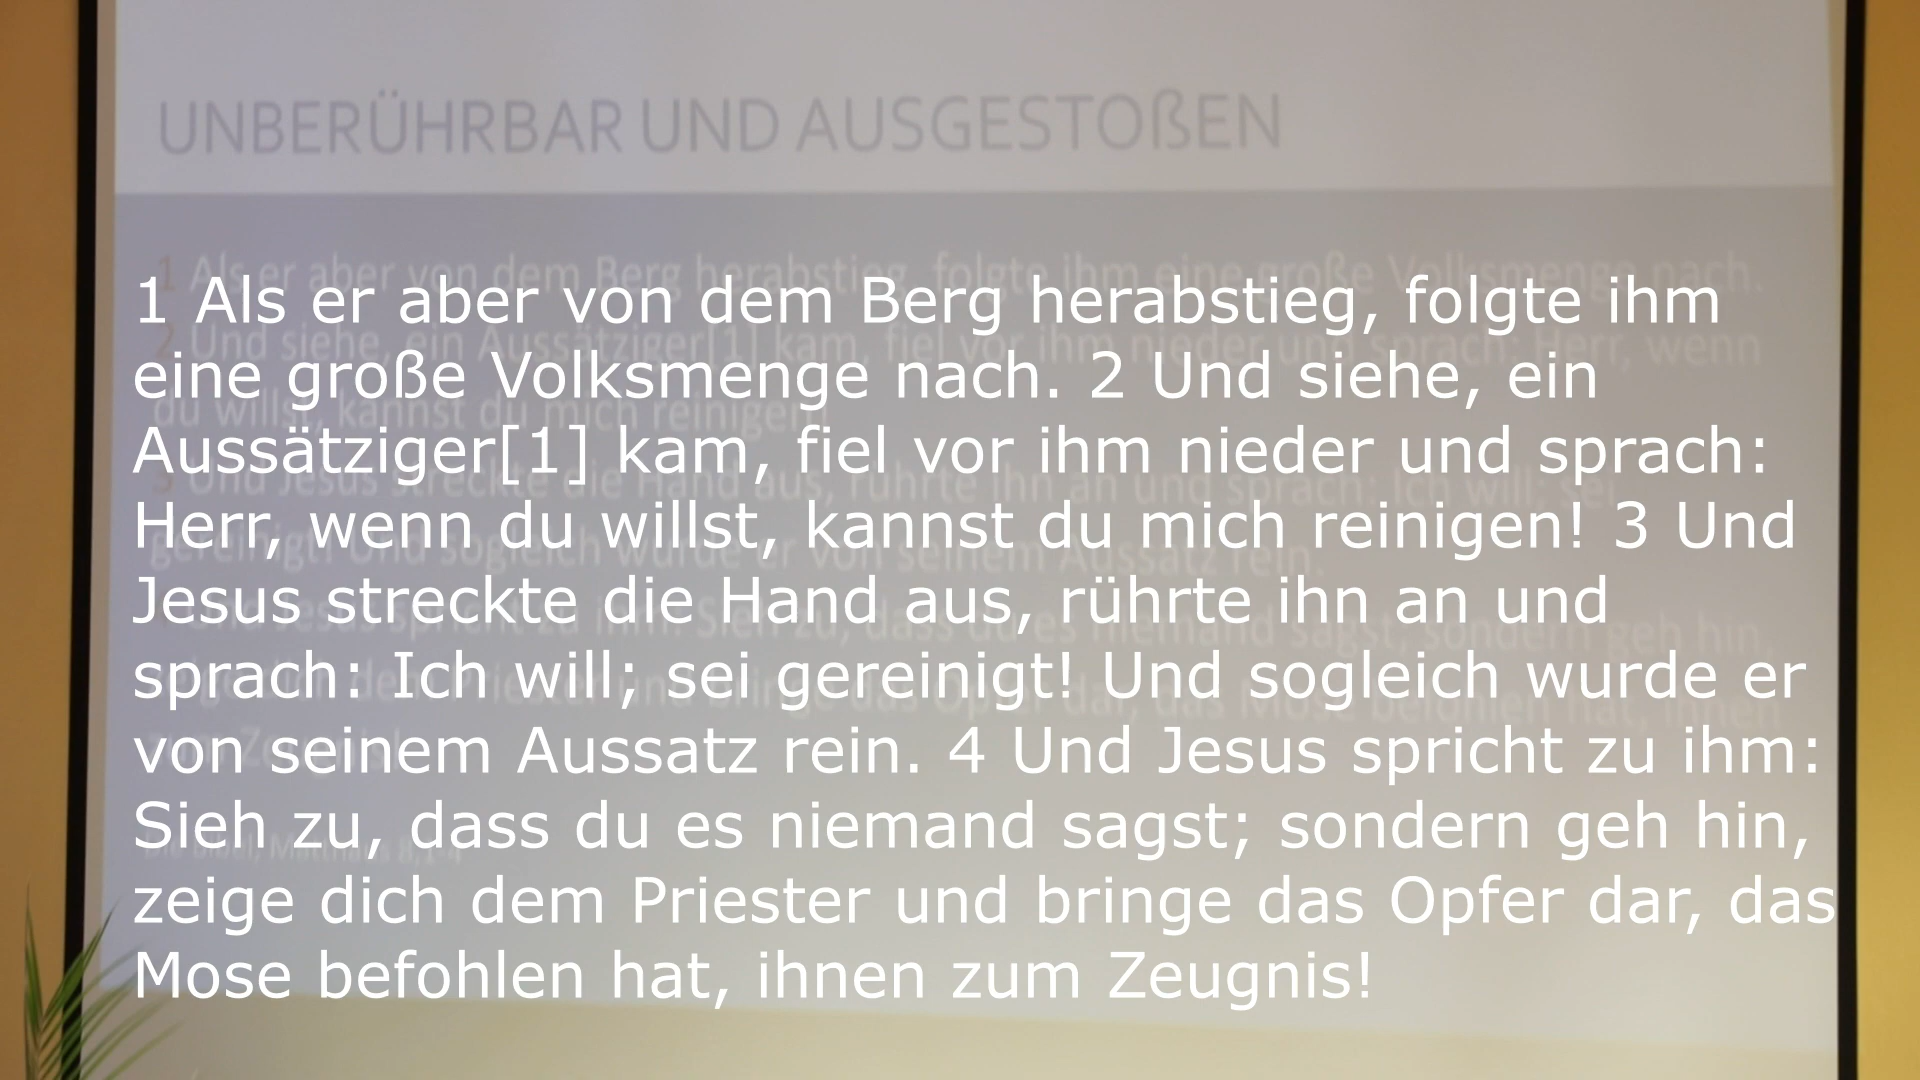 UNBERÜHRBAR UND AUSGESTOßEN
1 Als er aber von dem Berg herabstieg, folgte ihm
eine große Volksmenge nach. 2 Und siehe, ein
Aussätziger[1] kam, fiel vor ihm nieder und sprach:
Herr, wenn du willst, kannst du mich reinigen! 3 Und
Jesus streckte die Hand aus, rührte ihn an und
sprach: Ich will; sei gereinigt! Und sogleich wurde er
von seinem Aussatz rein. 4 Und Jesus spricht zu ihm:
Sieh zu, dass du es niemand sagst; sondern geh hin,
zeige dich dem Priester und bringe das Opfer dar, das
Mose befohlen hat, ihnen zum Zeugnis!